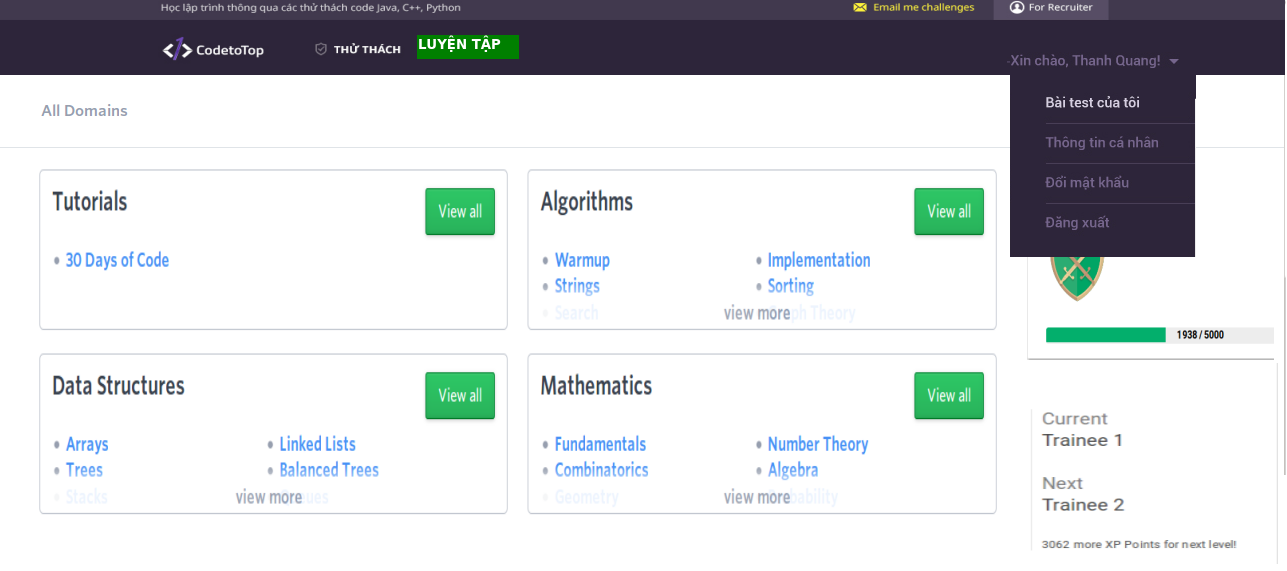 Học lập trình thông qua các thử thách code Java, C++, Python
Email me challenges
For Recruiter
CodetoTop
THỬ THÁCH
LUYỆN TẬP
Xin chào, Thanh Quang!
Bài test của tôi
Thông tin cá nhân
Đổi mật khẩu
Đăng xuất
All Domains
Tutorials
View all
30 Days of Code
Algorithms
View all
Warmup
Implementation
Strings
Sorting
Search
view more
Graph Theory
1938 / 5000
Data Structures
View all
Arrays
Linked Lists
Trees
Balanced Trees
Stacks
view more
Mathematics
View all
Fundamentals
Number Theory
Combinatorics
Algebra
Geometry
view more
Probability
Current
Trainee 1
Next
Trainee 2
3062 more XP Points for next level!